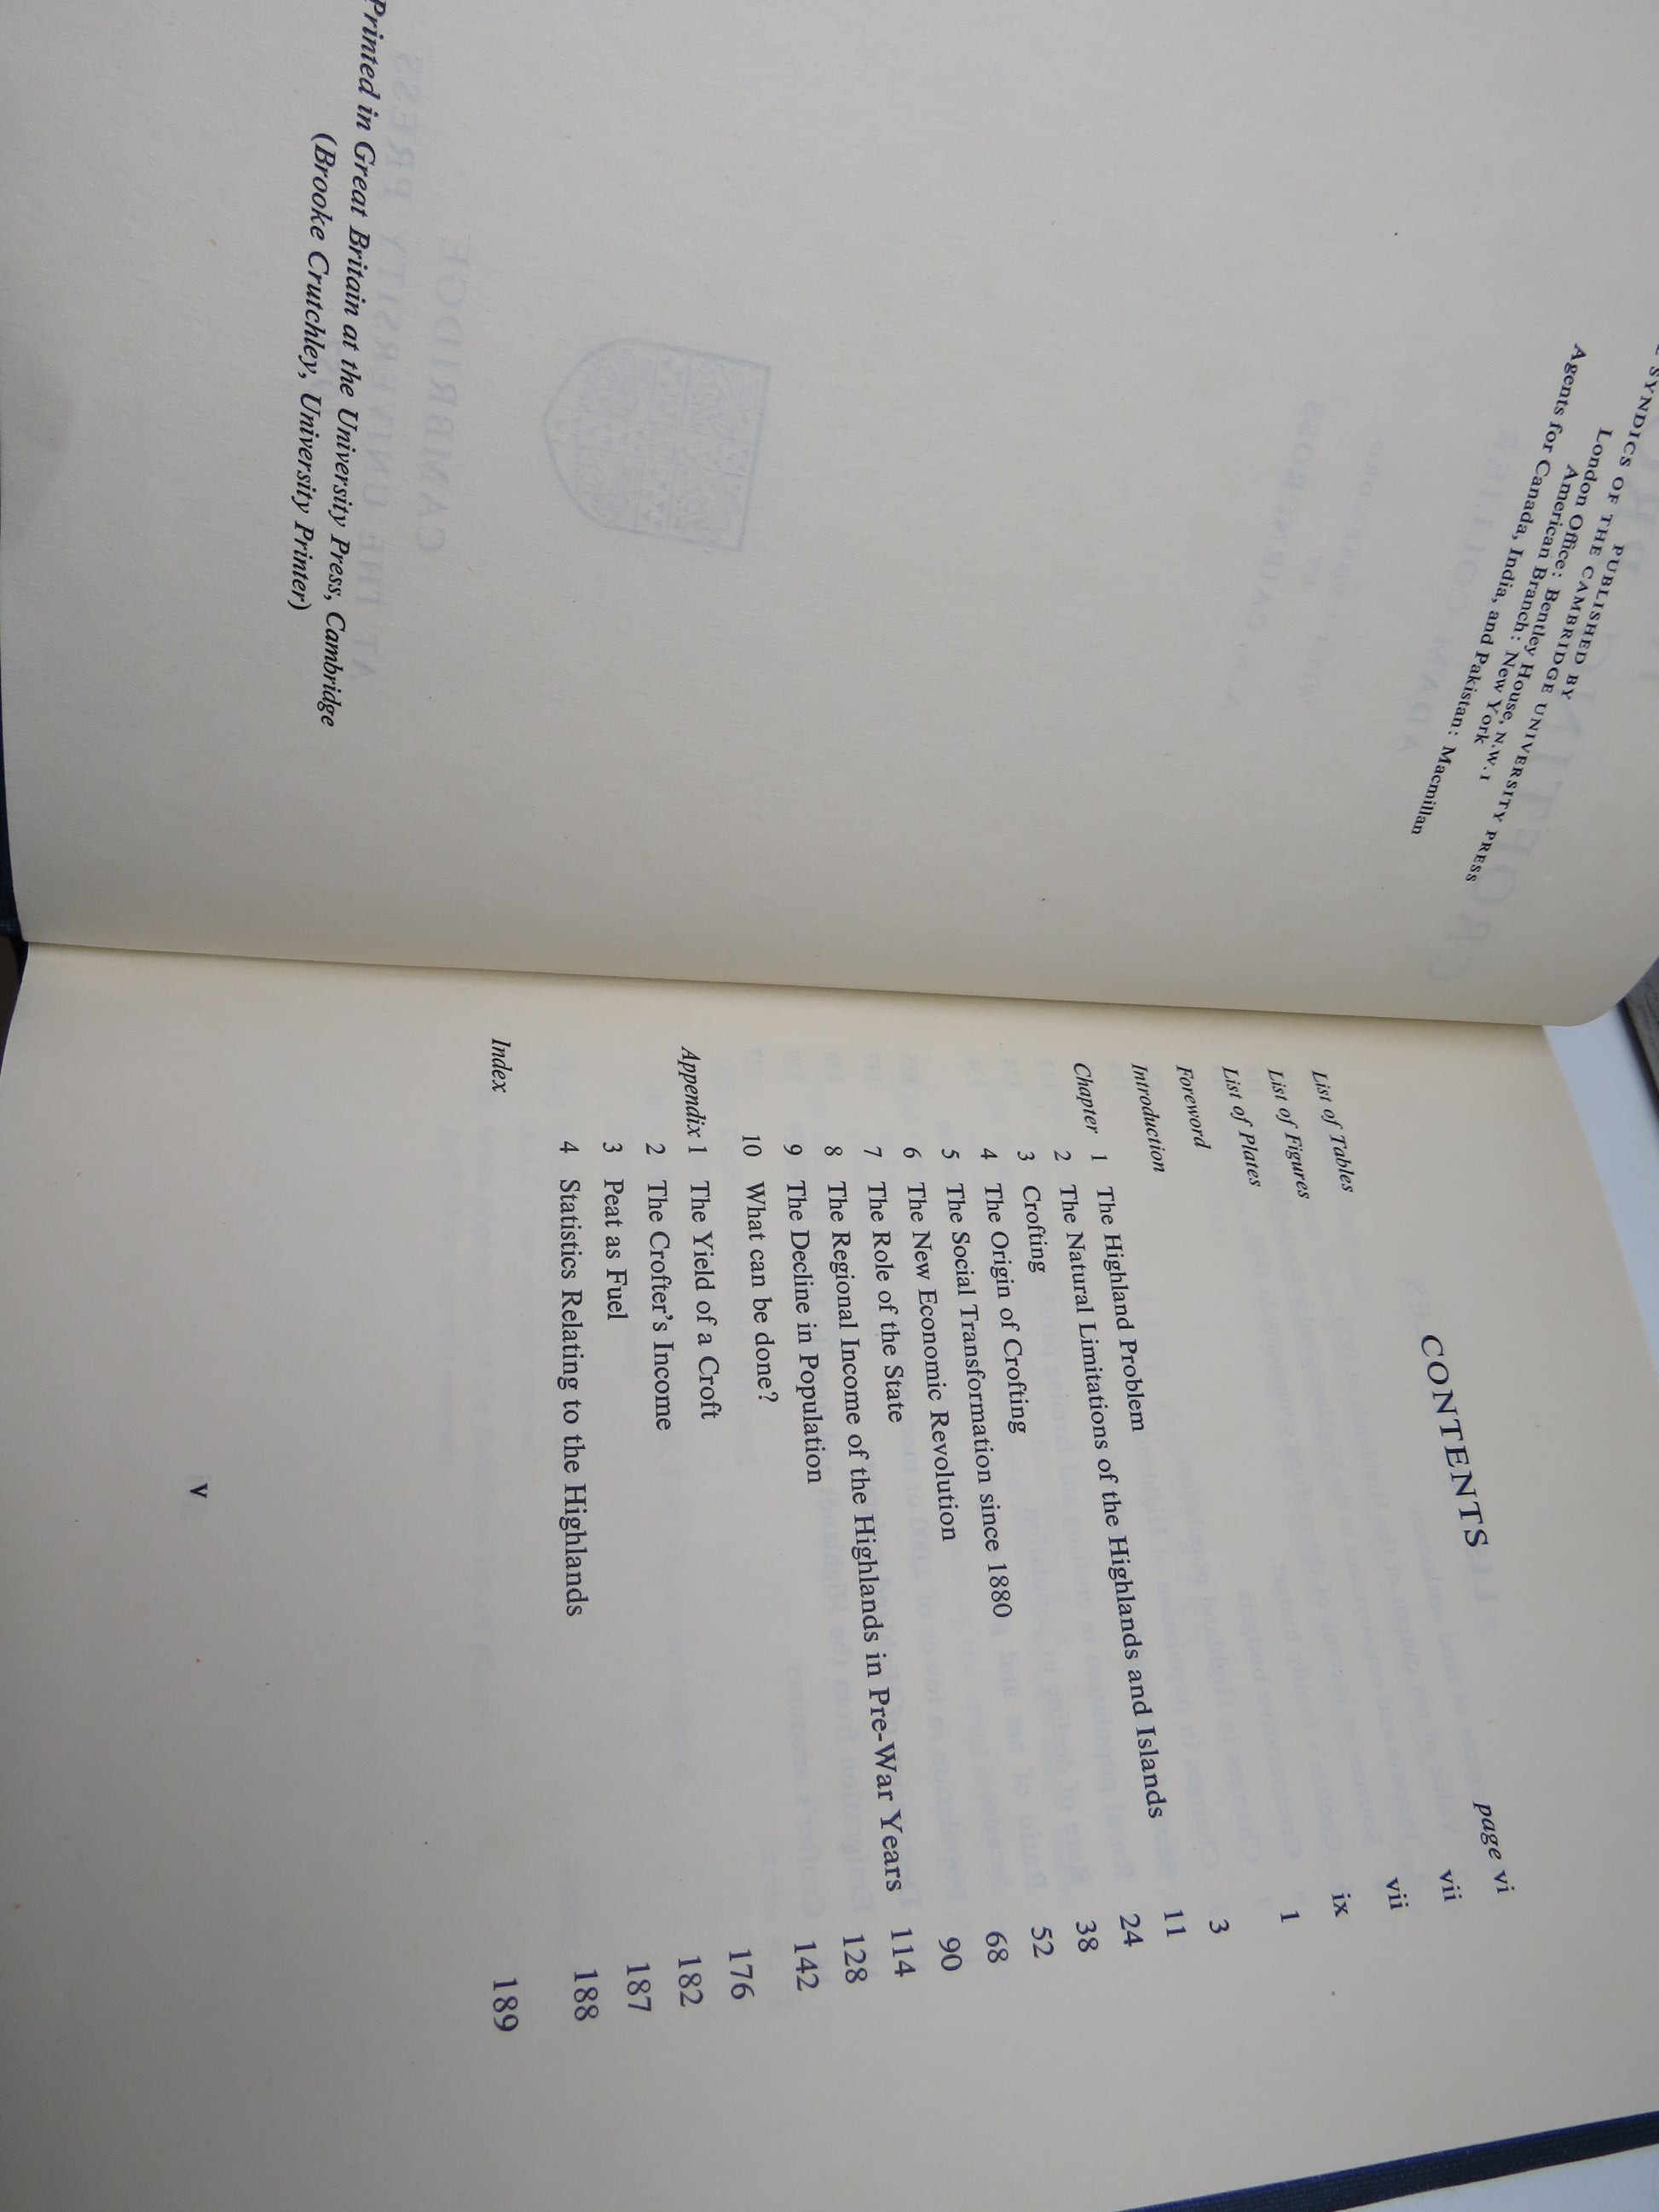 PUBLISHED BY
SYNDICS OF THE CAMBRIDGE UNIVERSITY PRESS
London Office: Bentley House, N.W.1
American Branch: New York
Agents for Canada, India, and Pakistan: Macmillan
Printed in Great Britain at the University Press, Cambridge
(Brooke Crutchley, University Printer)
CONTENTS
List of Tables page vi
List of Figures vii
List of Plates vii
Foreword ix
Introduction 1
Chapter 1 The Highland Problem 3
2 The Natural Limitations of the Highlands and Islands 11
3 Crofting 24
4 The Origin of Crofting 38
5 The Social Transformation since 1880 52
6 The New Economic Revolution 68
7 The Role of the State 90
8 The Regional Income of the Highlands in Pre-War Years 114
9 The Decline in Population 128
10 What can be done? 142
Appendix 1 The Yield of a Croft 176
2 The Crofter's Income 182
3 Peat as Fuel 187
4 Statistics Relating to the Highlands 188
Index 189
v